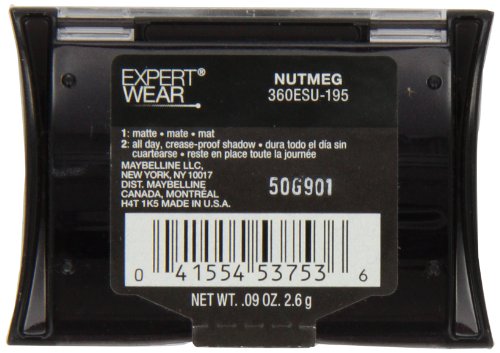 EXPERT® WEAR
NUTMEG
360ESU-195
1: matte • mate • mat
2: all day, crease-proof shadow • dura todo el día sin
cuartearse • reste en place toute la journée
MAYBELLINE LLC,
NEW YORK, NY 10017
DIST. MAYBELLINE
CANADA, MONTRÉAL
H4T 1K5 MADE IN U.S.A.
50G901
0 41554 53753 6
NET WT. .09 OZ. 2.6 g